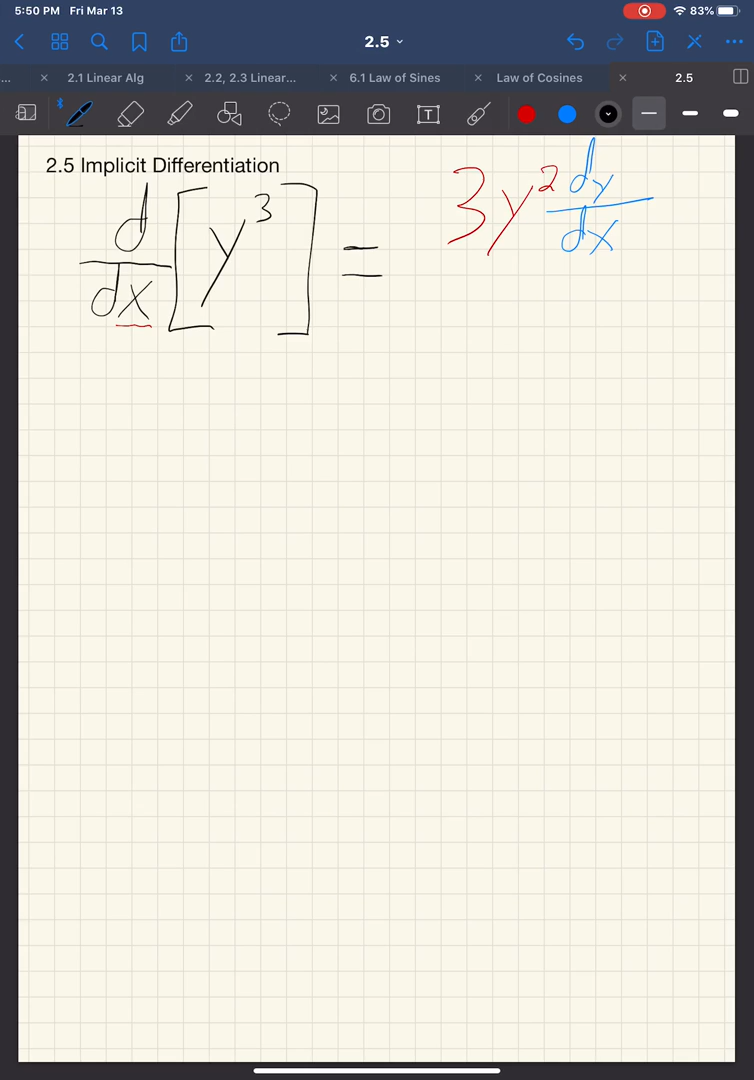 5:50 PM Fri Mar 13 83%
2.5
... 2.1 Linear Alg 2.2, 2.3 Linear... 6.1 Law of Sines Law of Cosines 2.5
2.5 Implicit Differentiation
d/dx [y³] = 3y² dy/dx